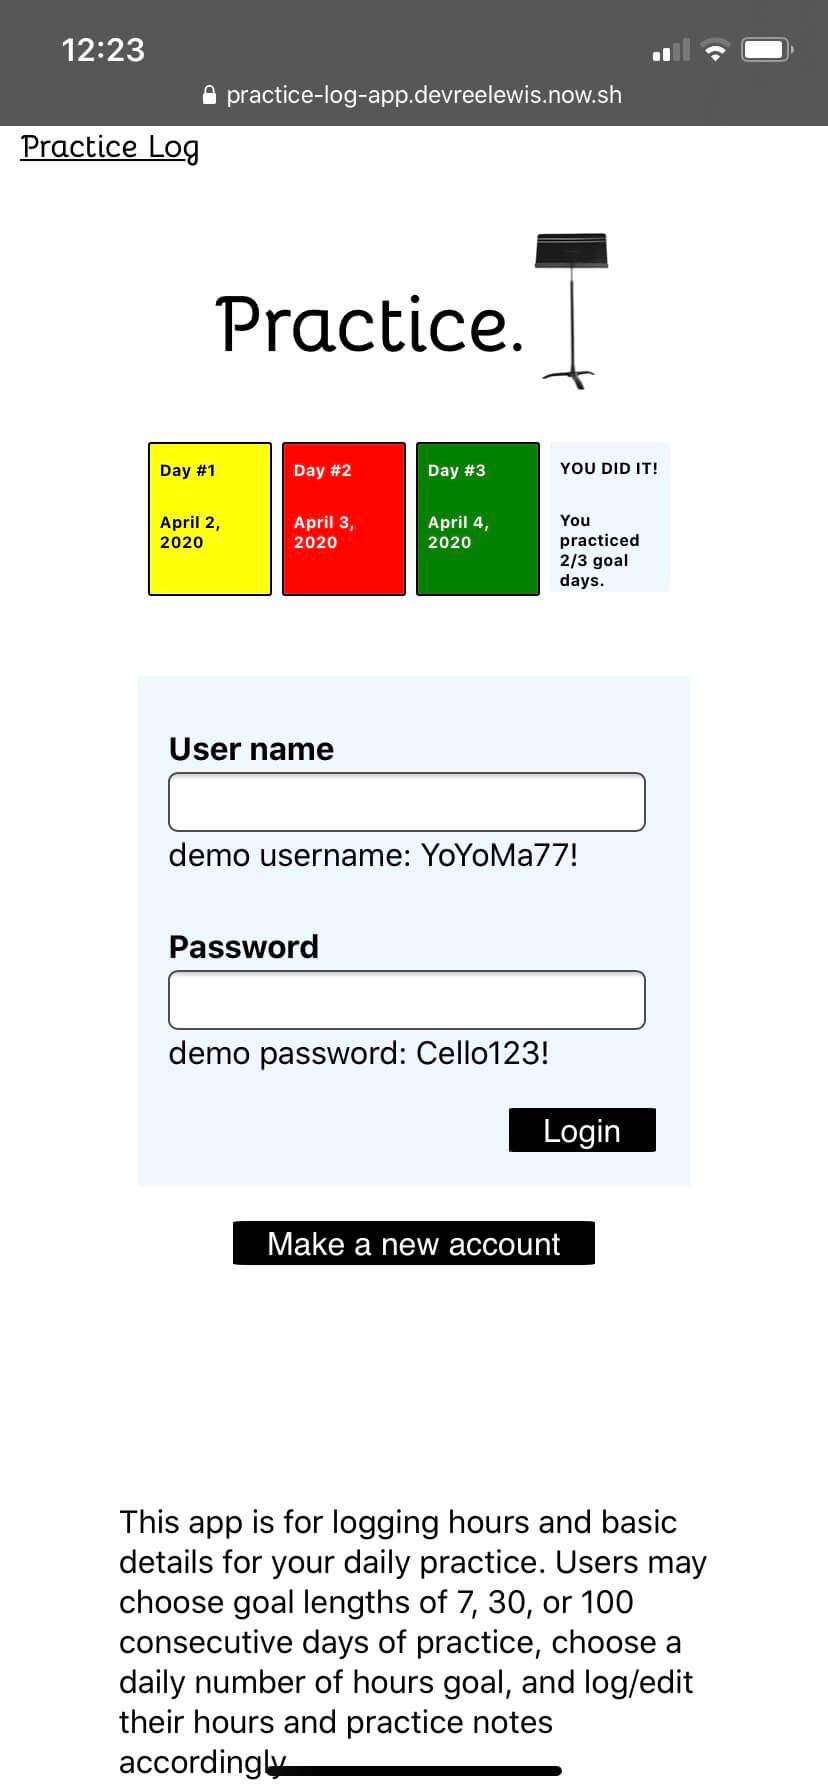 12:23
practice-log-app.devreelewis.now.sh
Practice Log
Practice.
Day #1
April 2,
2020
Day #2
April 3,
2020
Day #3
April 4,
2020
YOU DID IT!
You
practiced
2/3 goal
days.
User name
demo username: YoYoMa77!
Password
demo password: Cello123!
Login
Make a new account
This app is for logging hours and basic
details for your daily practice. Users may
choose goal lengths of 7, 30, or 100
consecutive days of practice, choose a
daily number of hours goal, and log/edit
their hours and practice notes
accordingly